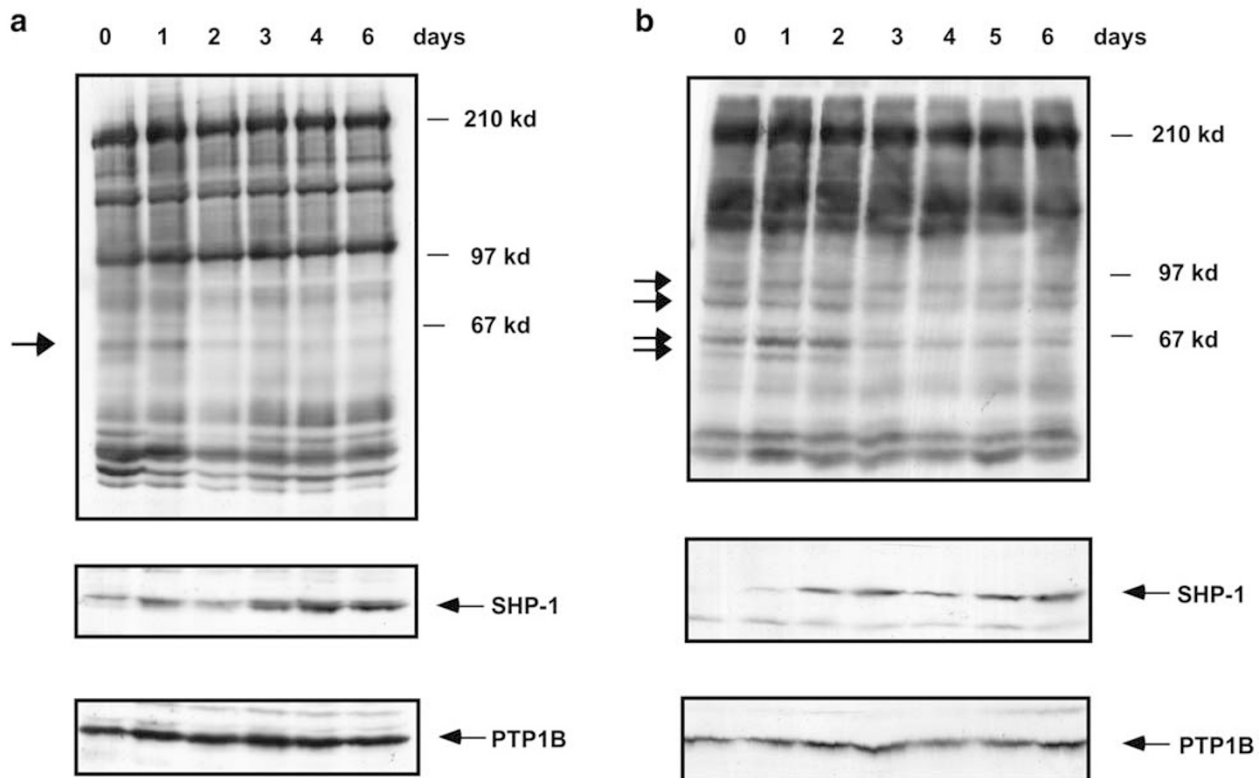 a
0 1 2 3 4 6 days
210 kd
97 kd
67 kd
SHP-1
PTP1B
b
0 1 2 3 4 5 6 days
210 kd
97 kd
67 kd
SHP-1
PTP1B